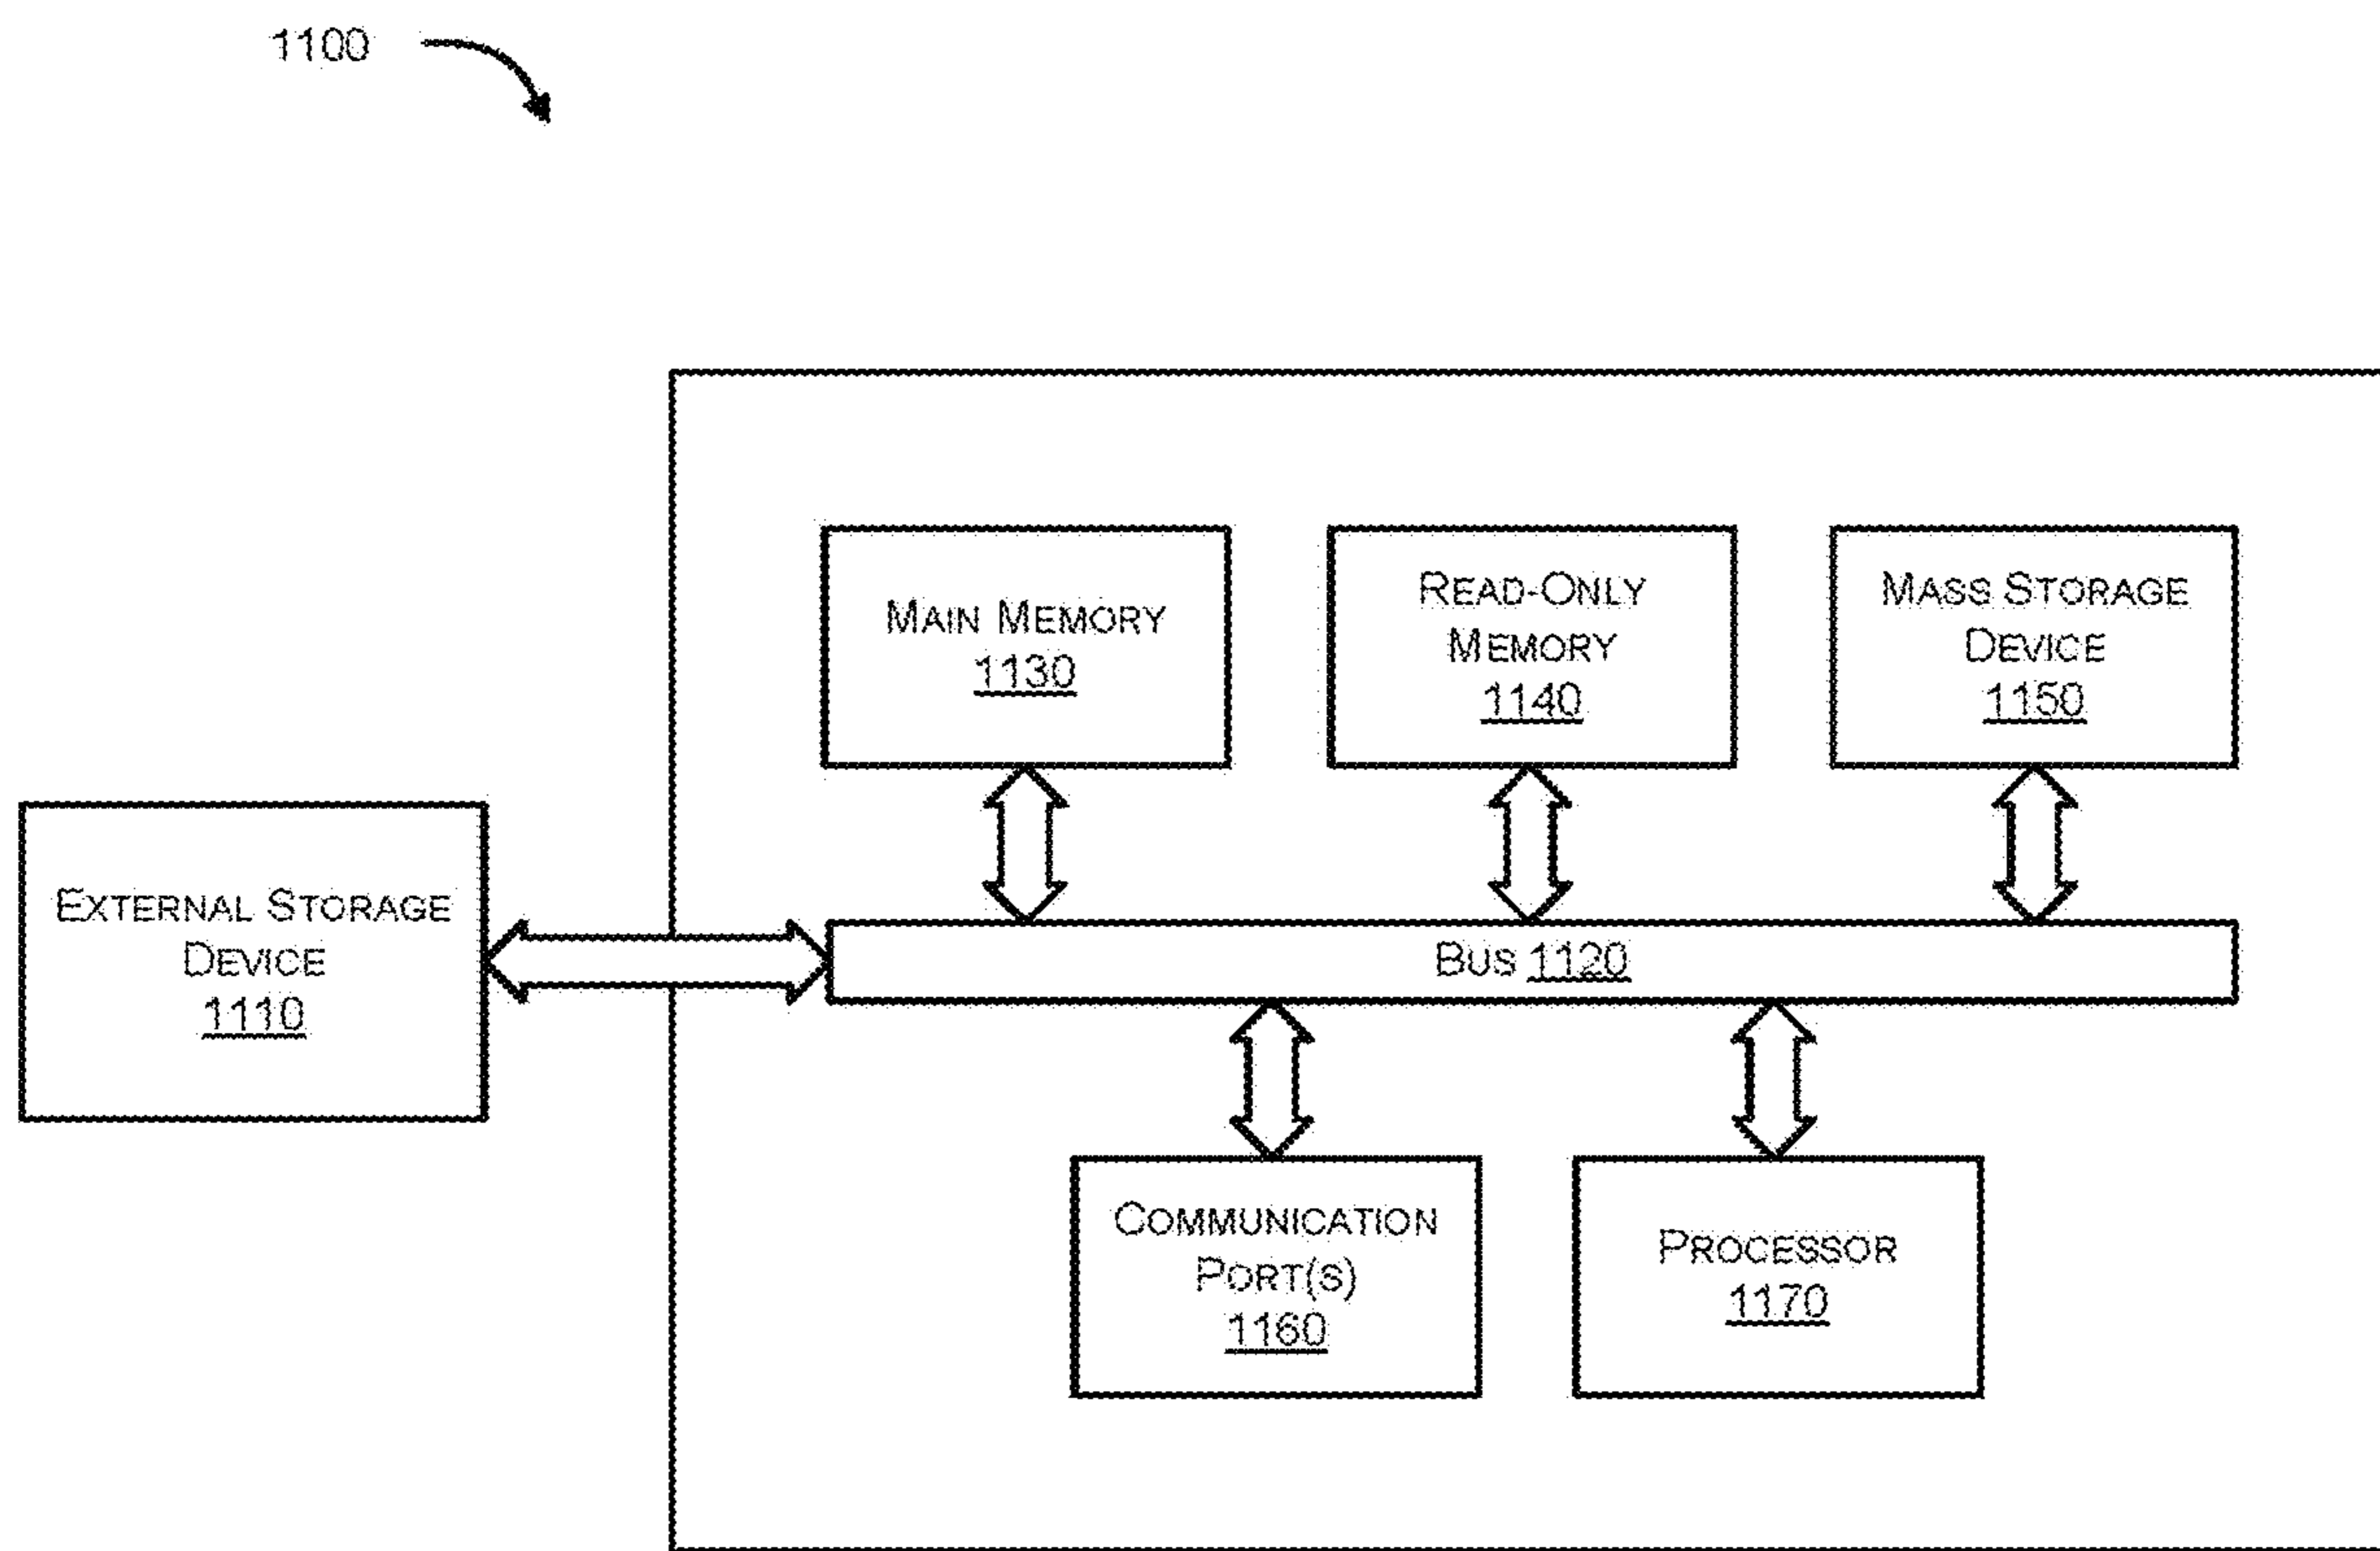 1100
MAIN MEMORY
1130
READ-ONLY
MEMORY
1140
MASS STORAGE
DEVICE
1150
EXTERNAL STORAGE
DEVICE
1110
BUS 1120
COMMUNICATION
PORT(S)
1160
PROCESSOR
1170